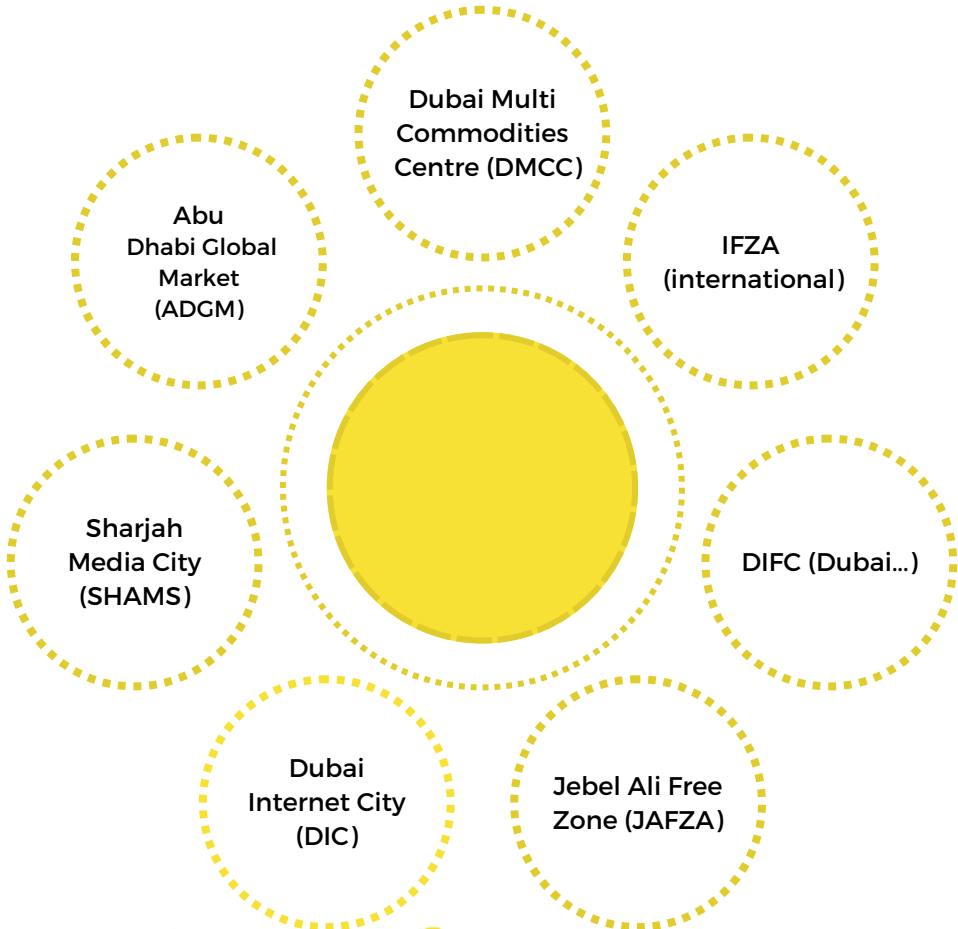 Dubai Multi
Commodities
Centre (DMCC)
IFZA
(international)
DIFC (Dubai...)
Jebel Ali Free
Zone (JAFZA)
Dubai
Internet City
(DIC)
Sharjah
Media City
(SHAMS)
Abu
Dhabi Global
Market
(ADGM)